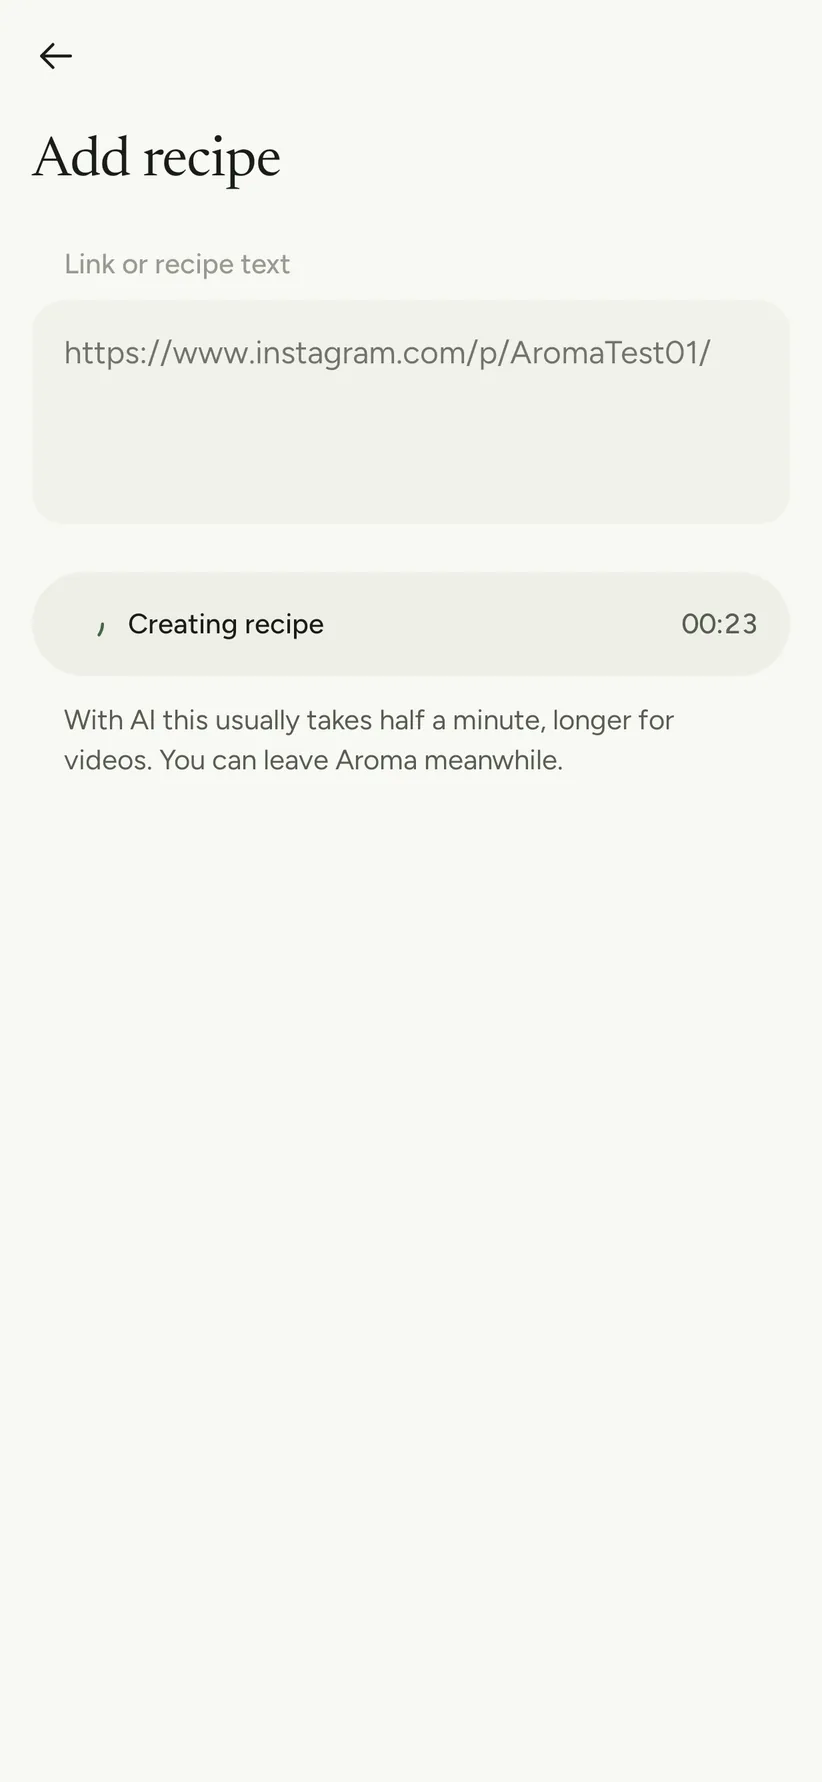 Add recipe
Link or recipe text
https://www.instagram.com/p/AromaTest01/
Creating recipe 00:23
With AI this usually takes half a minute, longer for
videos. You can leave Aroma meanwhile.